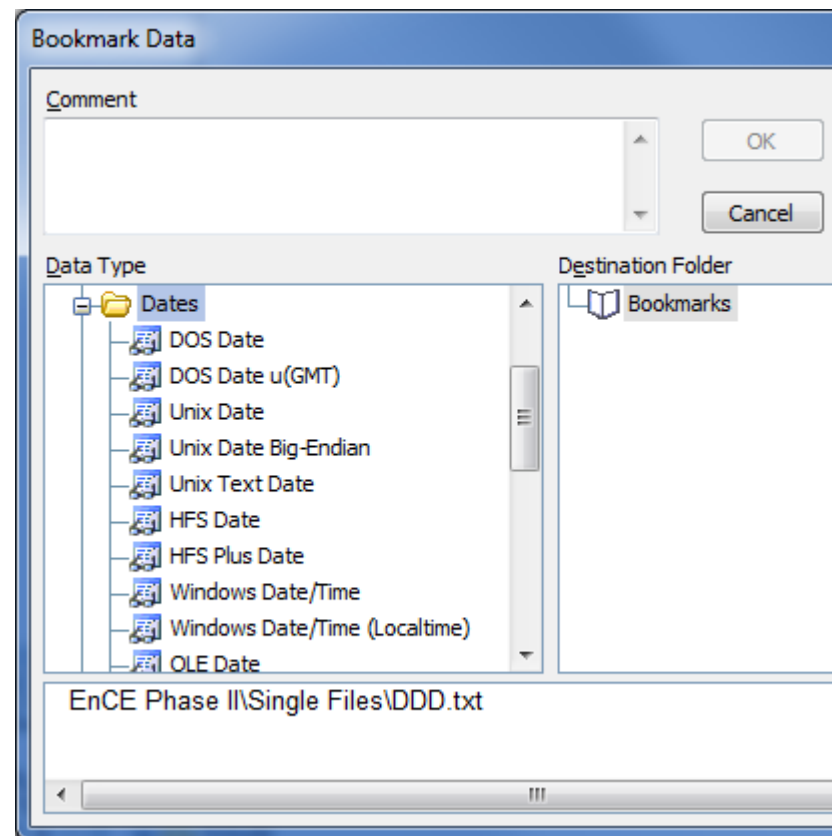 Bookmark Data
Comment
OK
Cancel
Data Type
Destination Folder
Dates
Bookmarks
DOS Date
DOS Date u(GMT)
Unix Date
Unix Date Big-Endian
Unix Text Date
HFS Date
HFS Plus Date
Windows Date/Time
Windows Date/Time (Localtime)
OLE Date
EnCE Phase II\Single Files\DDD.txt